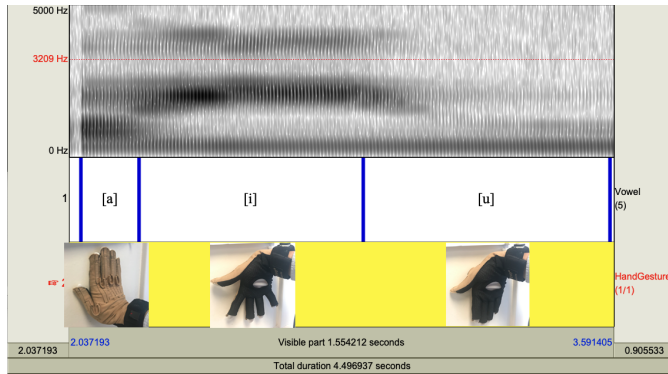 5000 Hz
3209 Hz
0 Hz
1 [a] [i] [u] Vowel
(5)
☞ 2 HandGesture
(1/1)
2.037193 Visible part 1.554212 seconds 3.591405
2.037193 0.905533
Total duration 4.496937 seconds